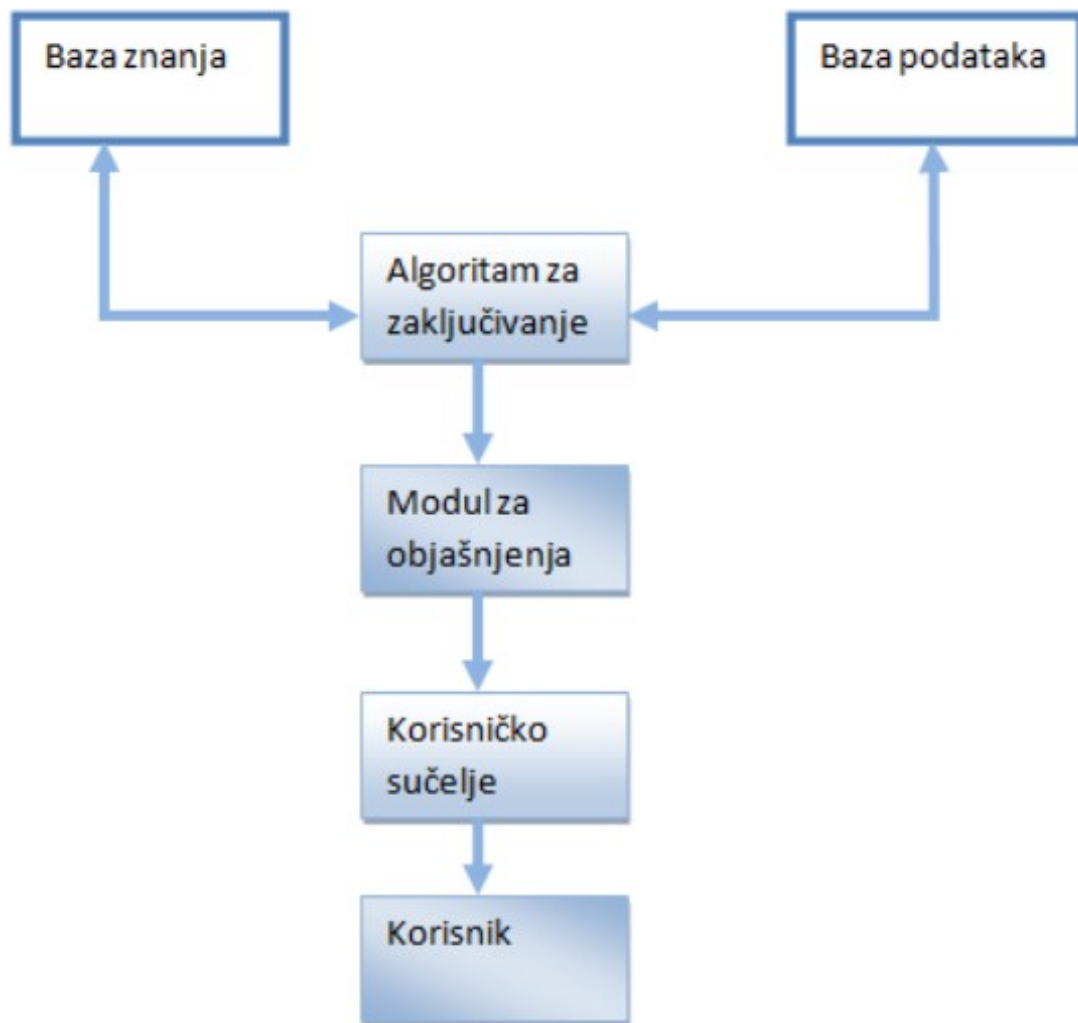 Baza znanja
Baza podataka
Algoritam za
zaključivanje
Modul za
objašnjenja
Korisničko
sučelje
Korisnik